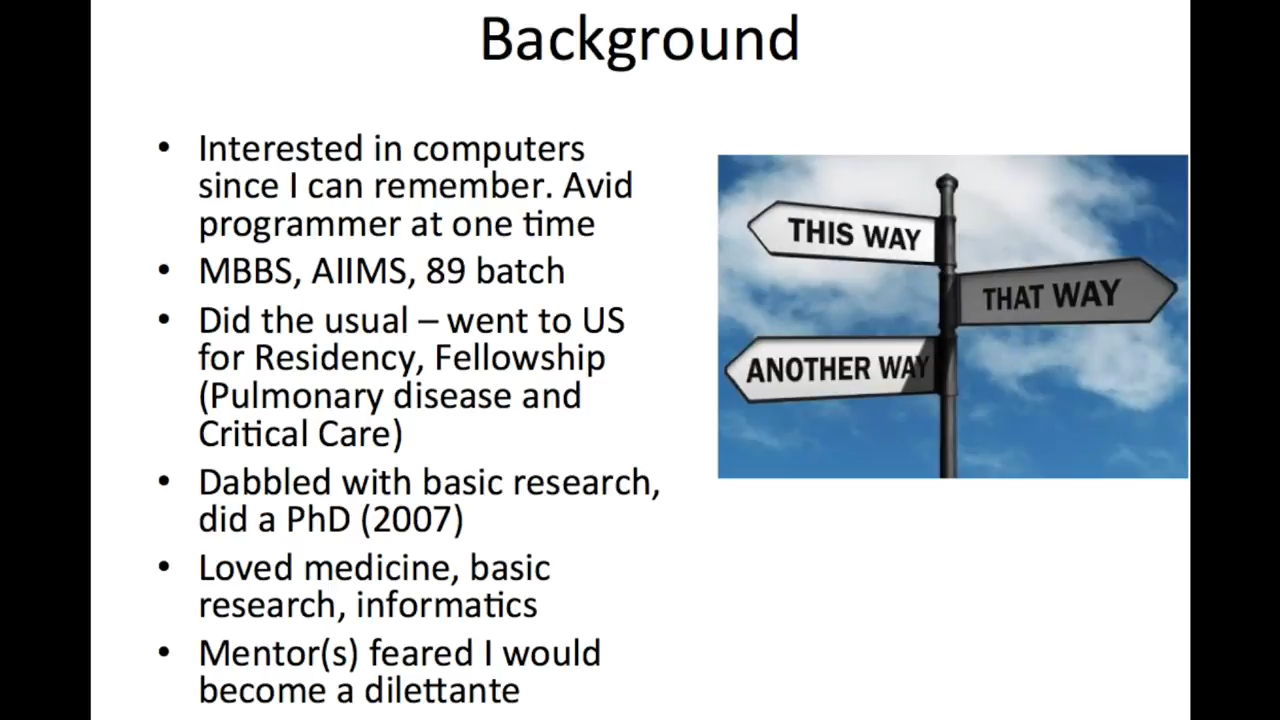 Background
• Interested in computers
since I can remember. Avid
programmer at one time
• MBBS, AIIMS, 89 batch
• Did the usual – went to US
for Residency, Fellowship
(Pulmonary disease and
Critical Care)
• Dabbled with basic research,
did a PhD (2007)
• Loved medicine, basic
research, informatics
• Mentor(s) feared I would
become a dilettante
THIS WAY
THAT WAY
ANOTHER WAY